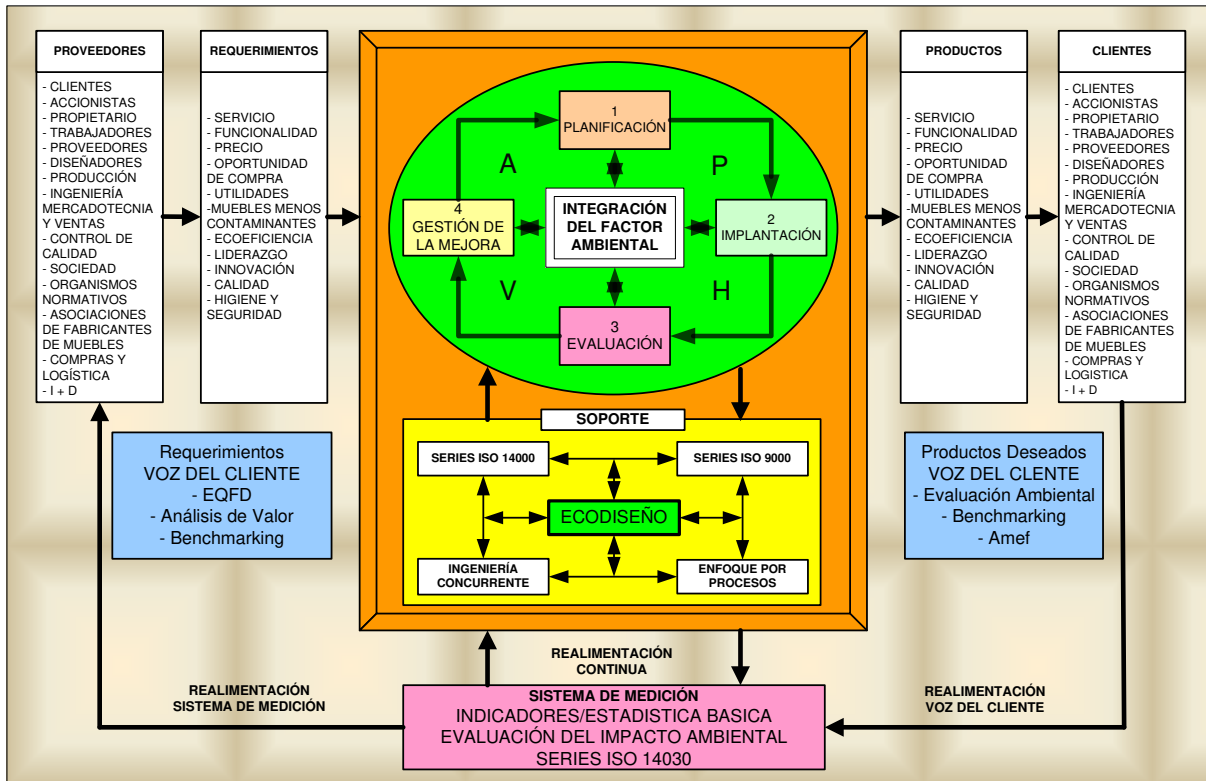 PROVEEDORES
- CLIENTES
- ACCIONISTAS
- PROPIETARIO
- TRABAJADORES
- PROVEEDORES
- DISEÑADORES
- PRODUCCIÓN
- INGENIERÍA
MERCADOTECNIA
Y VENTAS
- CONTROL DE
CALIDAD
- SOCIEDAD
- ORGANISMOS
NORMATIVOS
- ASOCIACIONES
DE FABRICANTES
DE MUEBLES
- COMPRAS Y
LOGÍSTICA
- I + D
REQUERIMIENTOS
- SERVICIO
- FUNCIONALIDAD
- PRECIO
- OPORTUNIDAD
DE COMPRA
- UTILIDADES
-MUEBLES MENOS
CONTAMINANTES
- ECOEFICIENCIA
- LIDERAZGO
- INNOVACIÓN
- CALIDAD
- HIGIENE Y
SEGURIDAD
1
PLANIFICACIÓN
A
P
4
GESTIÓN DE
LA MEJORA
INTEGRACIÓN
DEL FACTOR
AMBIENTAL
2
IMPLANTACIÓN
V
H
3
EVALUACIÓN
SOPORTE
SERIES ISO 14000
SERIES ISO 9000
ECODISEÑO
INGENIERÍA
CONCURRENTE
ENFOQUE POR
PROCESOS
PRODUCTOS
- SERVICIO
- FUNCIONALIDAD
- PRECIO
- OPORTUNIDAD
DE COMPRA
- UTILIDADES
-MUEBLES MENOS
CONTAMINANTES
- ECOEFICIENCIA
- LIDERAZGO
- INNOVACIÓN
- CALIDAD
- HIGIENE Y
SEGURIDAD
CLIENTES
- CLIENTES
- ACCIONISTAS
- PROPIETARIO
- TRABAJADORES
- PROVEEDORES
- DISEÑADORES
- PRODUCCIÓN
- INGENIERÍA
MERCADOTECNIA
Y VENTAS
- CONTROL DE
CALIDAD
- SOCIEDAD
- ORGANISMOS
NORMATIVOS
- ASOCIACIONES
DE FABRICANTES
DE MUEBLES
- COMPRAS Y
LOGISTICA
- I + D
Requerimientos
VOZ DEL CLIENTE
- EQFD
- Análisis de Valor
- Benchmarking
Productos Deseados
VOZ DEL CLENTE
- Evaluación Ambiental
- Benchmarking
- Amef
REALIMENTACIÓN
CONTINUA
REALIMENTACIÓN
SISTEMA DE MEDICIÓN
SISTEMA DE MEDICIÓN
INDICADORES/ESTADISTICA BASICA
EVALUACIÓN DEL IMPACTO AMBIENTAL
SERIES ISO 14030
REALIMENTACIÓN
VOZ DEL CLIENTE